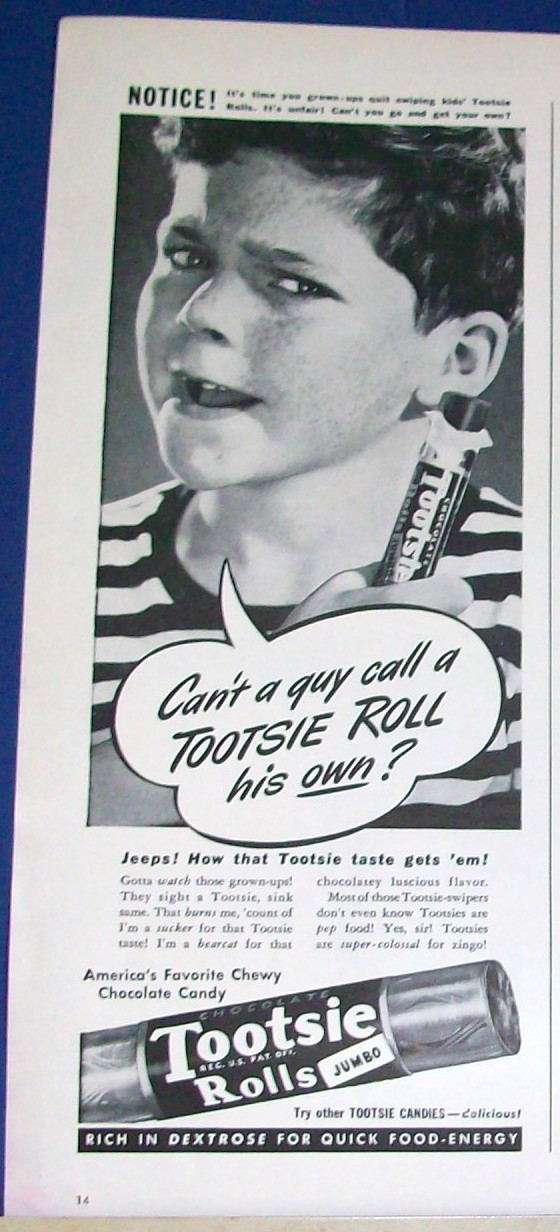 NOTICE! It's time you grown-ups quit swiping kids' Tootsie
Rolls. It's unfair! Can't you go and get your own?
CHOCOLATE
Tootsie
Rolls
Can't a guy call a
TOOTSIE ROLL
his own?
Jeeps! How that Tootsie taste gets 'em!
Gotta watch those grown-ups!
They sight a Tootsie, sink
same. That burns me, 'count of
I'm a sucker for that Tootsie
taste! I'm a bearcat for that
chocolatey luscious flavor.
Most of those Tootsie-swipers
don't even know Tootsies are
pep food! Yes, sir! Tootsies
are super-colossal for zingo!
America's Favorite Chewy
Chocolate Candy
CHOCOLATE
Tootsie
REG. U.S. PAT. OFF.
Rolls JUMBO
Try other TOOTSIE CANDIES—delicious!
RICH IN DEXTROSE FOR QUICK FOOD-ENERGY
14